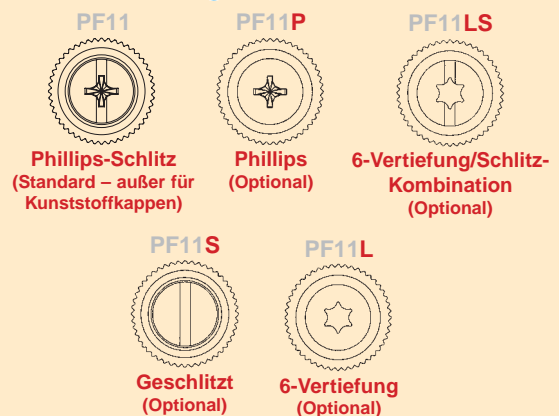 PF11
PF11P
PF11LS
Phillips-Schlitz
(Standard – außer für
Kunststoffkappen)
Phillips
(Optional)
6-Vertiefung/Schlitz-
Kombination
(Optional)
PF11S
PF11L
Geschlitzt
(Optional)
6-Vertiefung
(Optional)